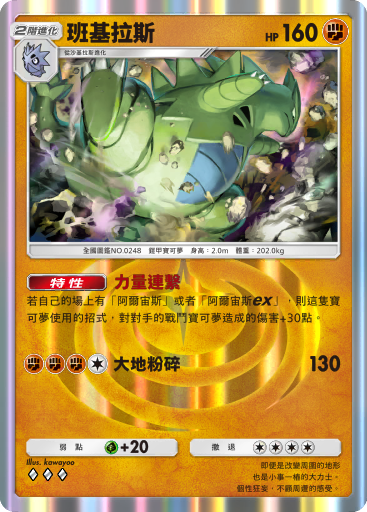 2階進化 班基拉斯 HP 160
從沙基拉斯進化
全國圖鑑NO.0248 鎧甲寶可夢 身高：2.0m 體重：202.0kg
特性 力量連繫
若自己的場上有「阿爾宙斯」或者「阿爾宙斯ex」，則這隻寶
可夢使用的招式，對對手的戰鬥寶可夢造成的傷害+30點。
大地粉碎 130
弱點 +20 撤退
Illus. kawayoo
即便是改變周圍的地形
也是小事一樁的大力士。
個性狂妄，不顧周遭的感受。